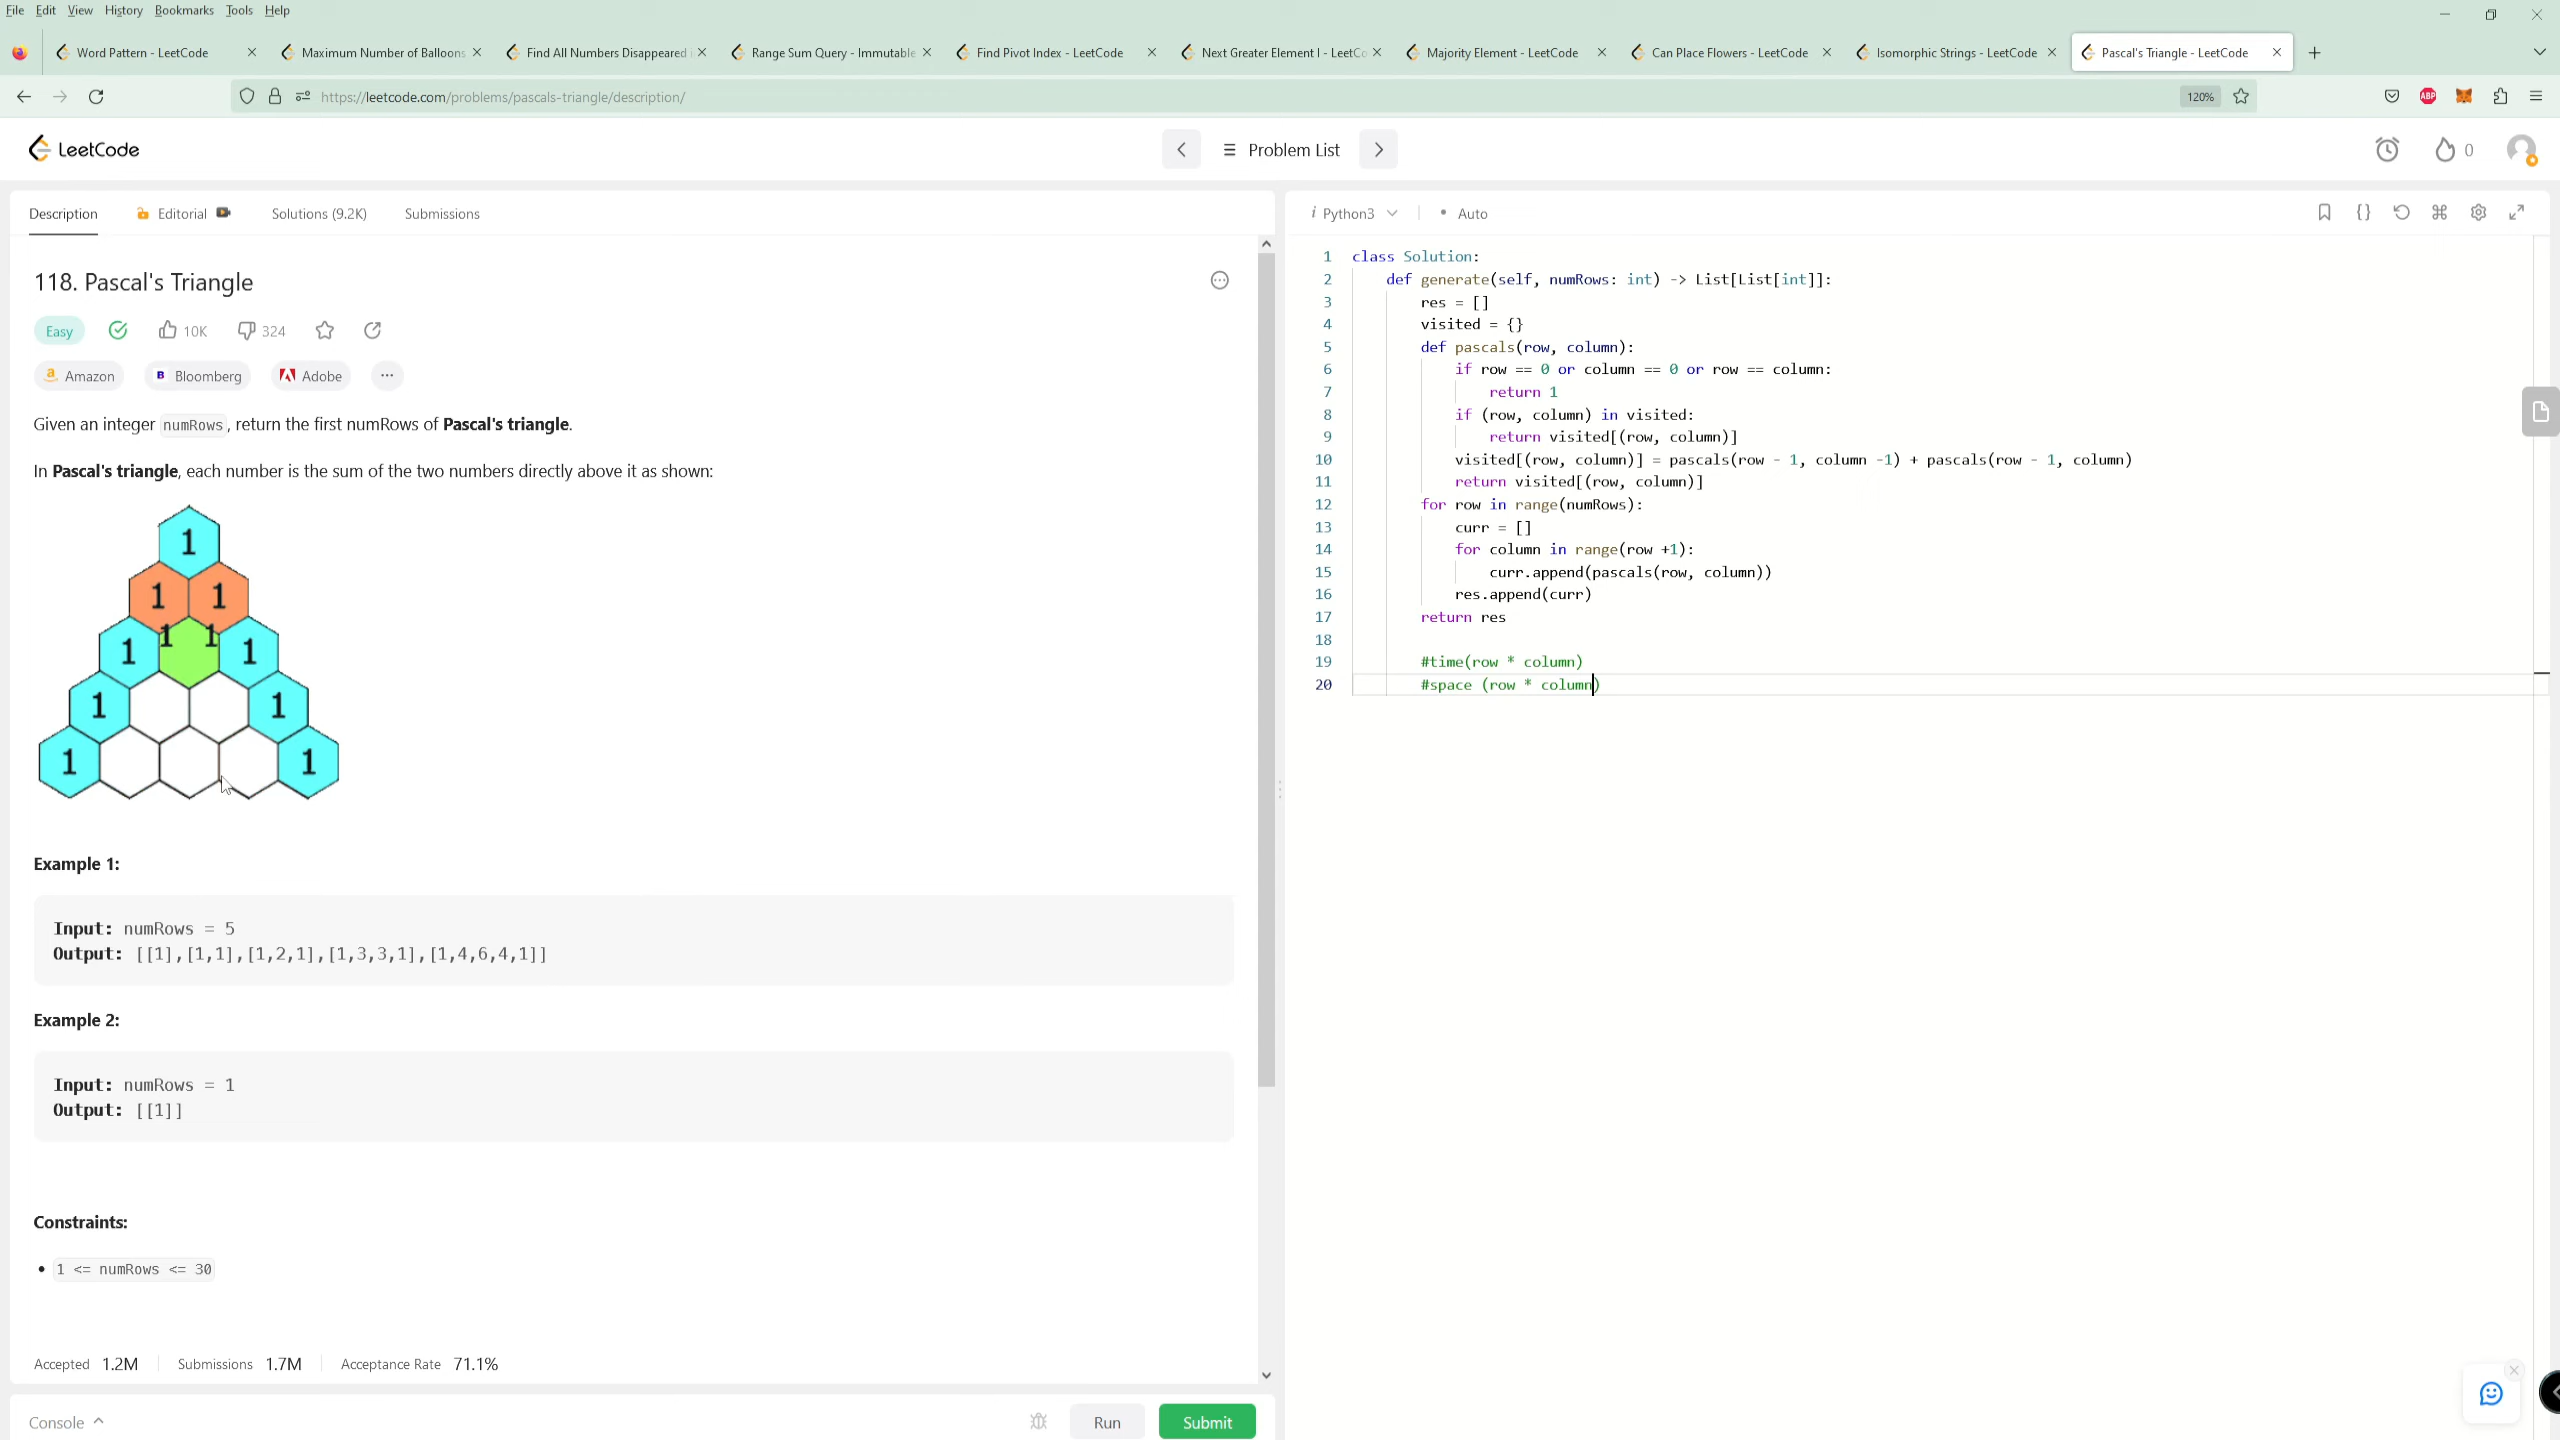 File Edit View History Bookmarks Tools Help
Word Pattern - LeetCode
Maximum Number of Balloons
Find All Numbers Disappeared
Range Sum Query - Immutable
Find Pivot Index - LeetCode
Next Greater Element I - LeetCo
Majority Element - LeetCode
Can Place Flowers - LeetCode
Isomorphic Strings - LeetCode
Pascal's Triangle - LeetCode
https://leetcode.com/problems/pascals-triangle/description/
120%
ABP
LeetCode
Problem List
0
Description Editorial Solutions (9.2K) Submissions
118. Pascal's Triangle
Easy 10K 324
Amazon Bloomberg Adobe ...
Given an integer numRows, return the first numRows of Pascal's triangle.
In Pascal's triangle, each number is the sum of the two numbers directly above it as shown:
1
1 1
1 1 1 1
1 1
1 1
Example 1:
Input: numRows = 5
Output: [[1],[1,1],[1,2,1],[1,3,3,1],[1,4,6,4,1]]
Example 2:
Input: numRows = 1
Output: [[1]]
Constraints:
• 1 <= numRows <= 30
Accepted 1.2M Submissions 1.7M Acceptance Rate 71.1%
Console Run Submit
i Python3 • Auto
1 class Solution:
2 def generate(self, numRows: int) -> List[List[int]]:
3 res = []
4 visited = {}
5 def pascals(row, column):
6 if row == 0 or column == 0 or row == column:
7 return 1
8 if (row, column) in visited:
9 return visited[(row, column)]
10 visited[(row, column)] = pascals(row - 1, column -1) + pascals(row - 1, column)
11 return visited[(row, column)]
12 for row in range(numRows):
13 curr = []
14 for column in range(row +1):
15 curr.append(pascals(row, column))
16 res.append(curr)
17 return res
18
19 #time(row * column)
20 #space (row * column)